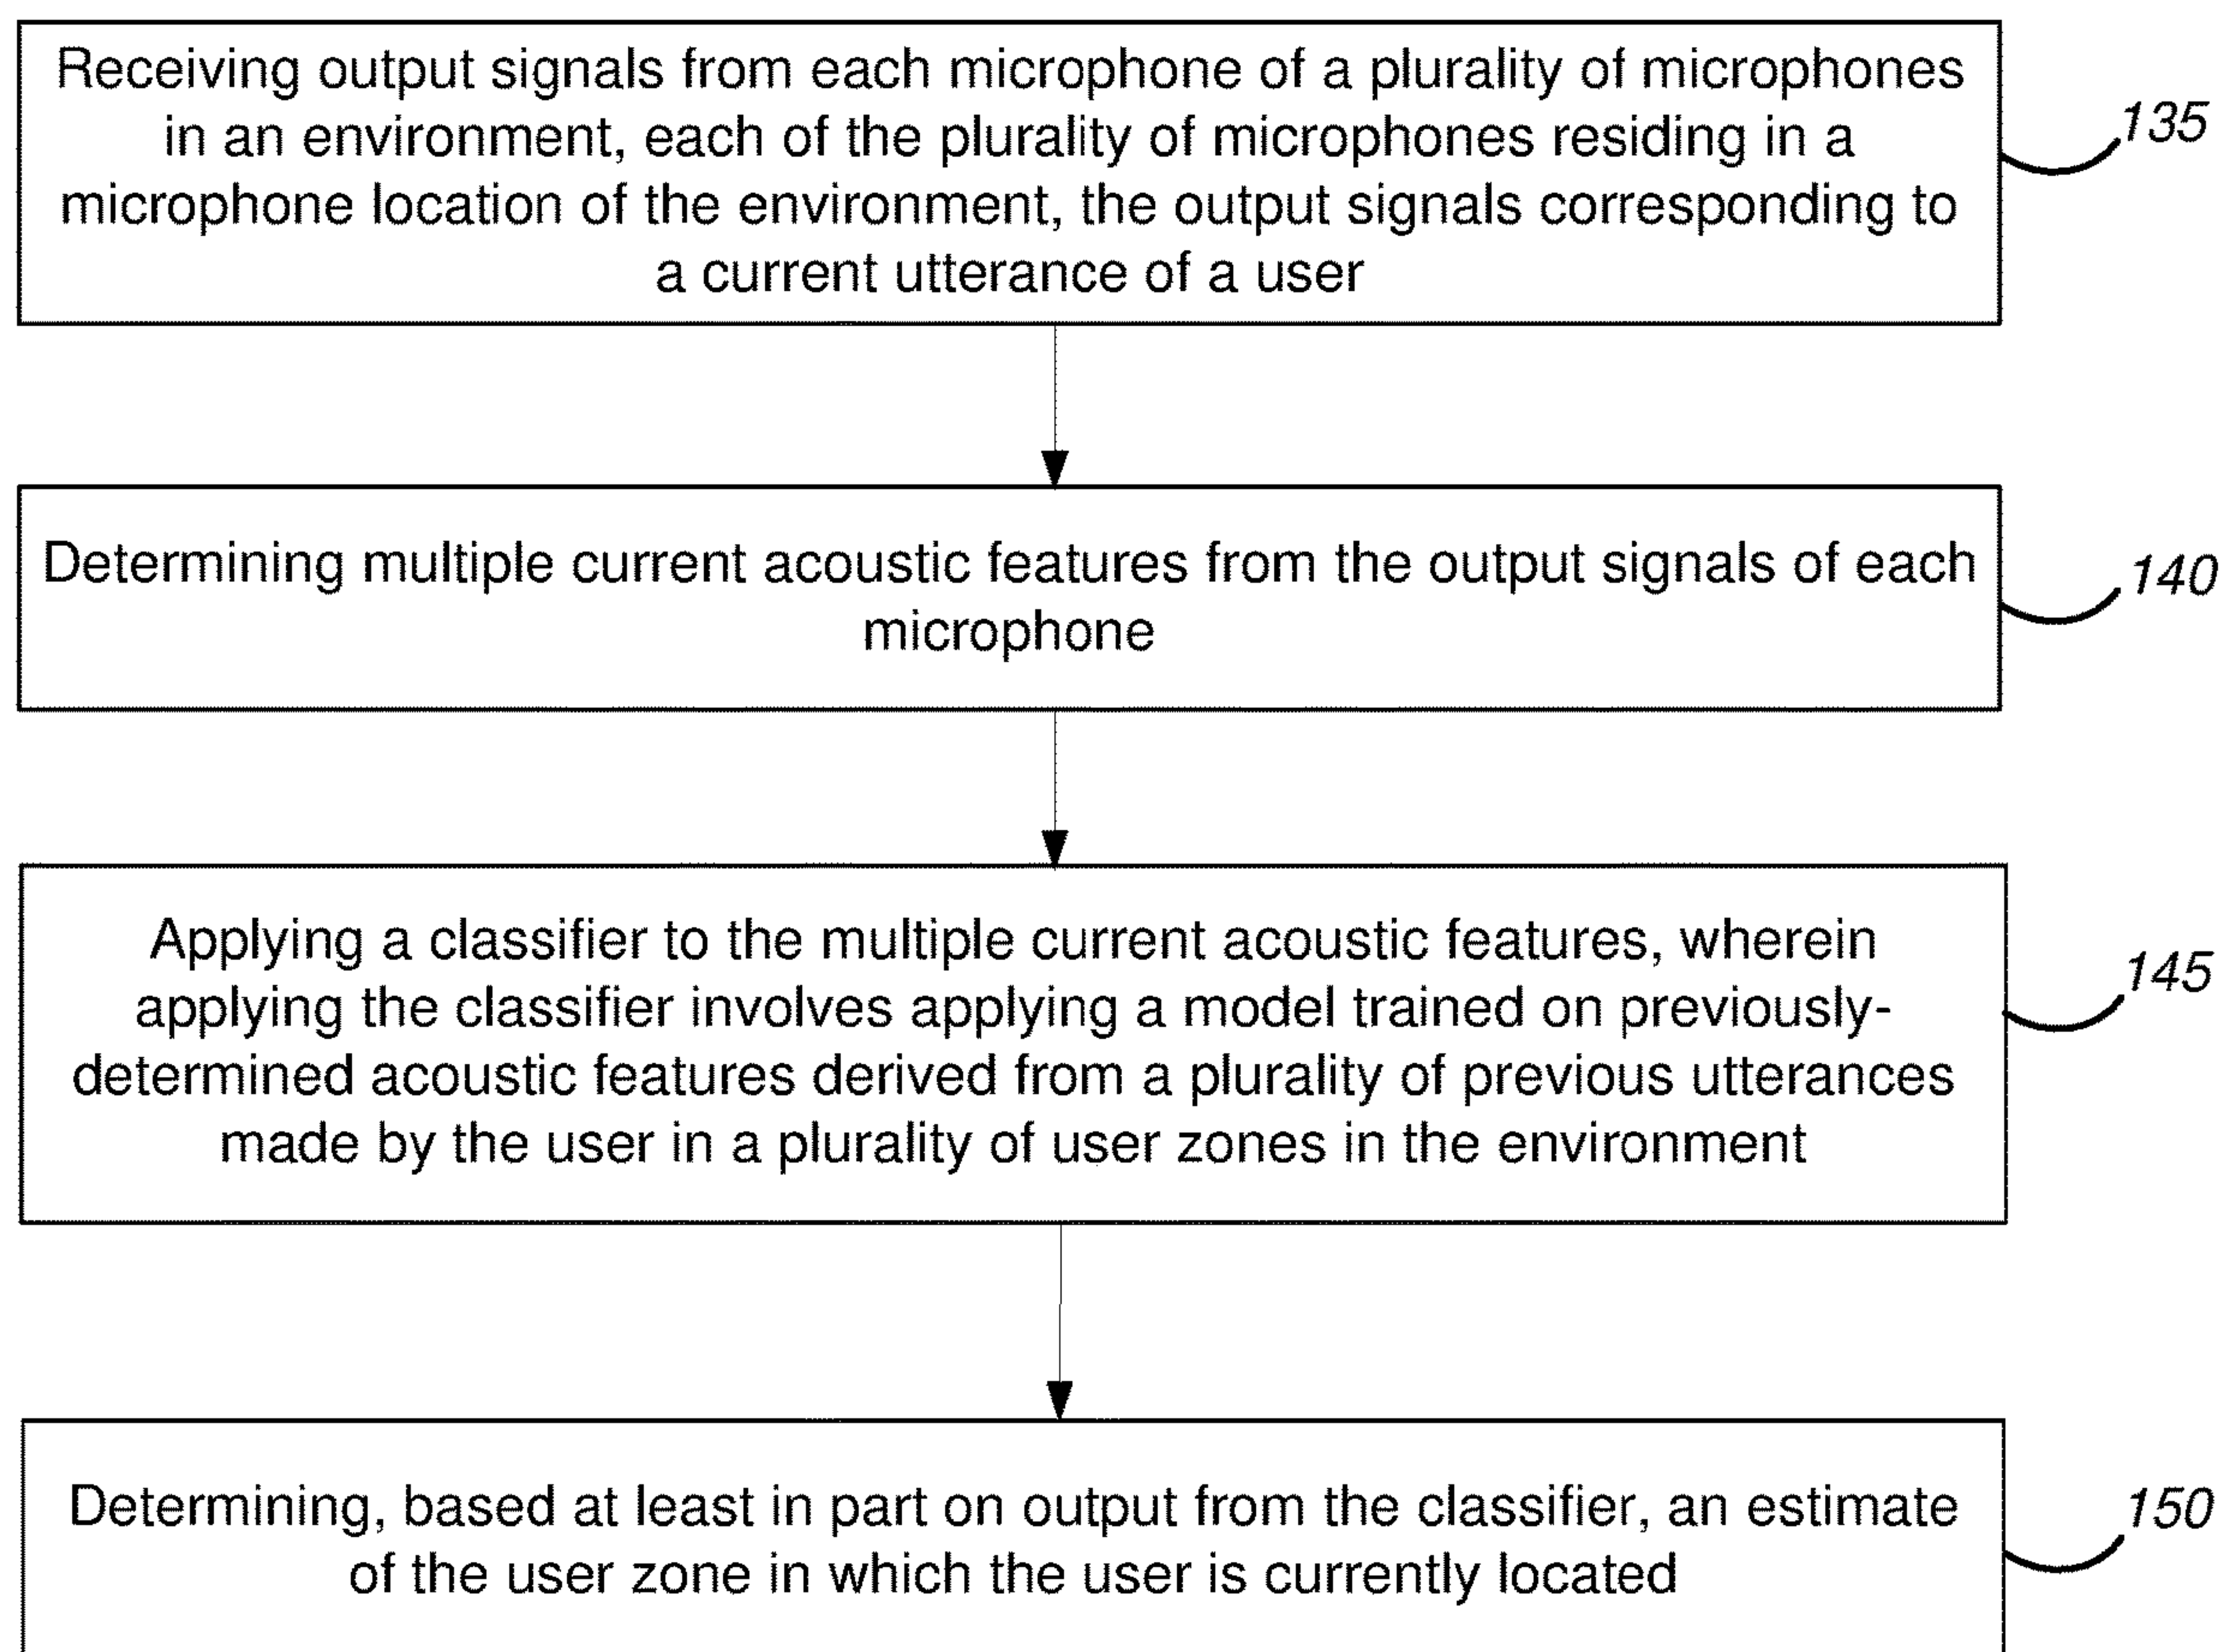 Receiving output signals from each microphone of a plurality of microphones
in an environment, each of the plurality of microphones residing in a
microphone location of the environment, the output signals corresponding to
a current utterance of a user
135
Determining multiple current acoustic features from the output signals of each
microphone
140
Applying a classifier to the multiple current acoustic features, wherein
applying the classifier involves applying a model trained on previously-
determined acoustic features derived from a plurality of previous utterances
made by the user in a plurality of user zones in the environment
145
Determining, based at least in part on output from the classifier, an estimate
of the user zone in which the user is currently located
150